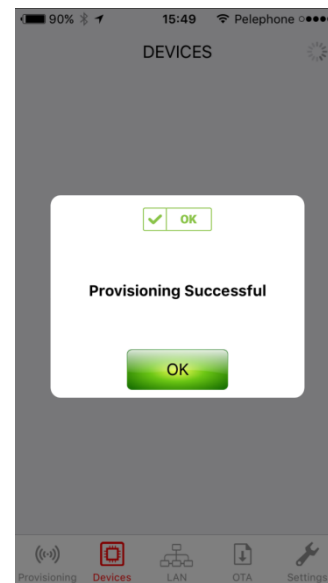 90% 15:49 Pelephone
DEVICES
OK
Provisioning Successful
OK
Provisioning Devices LAN OTA Settings